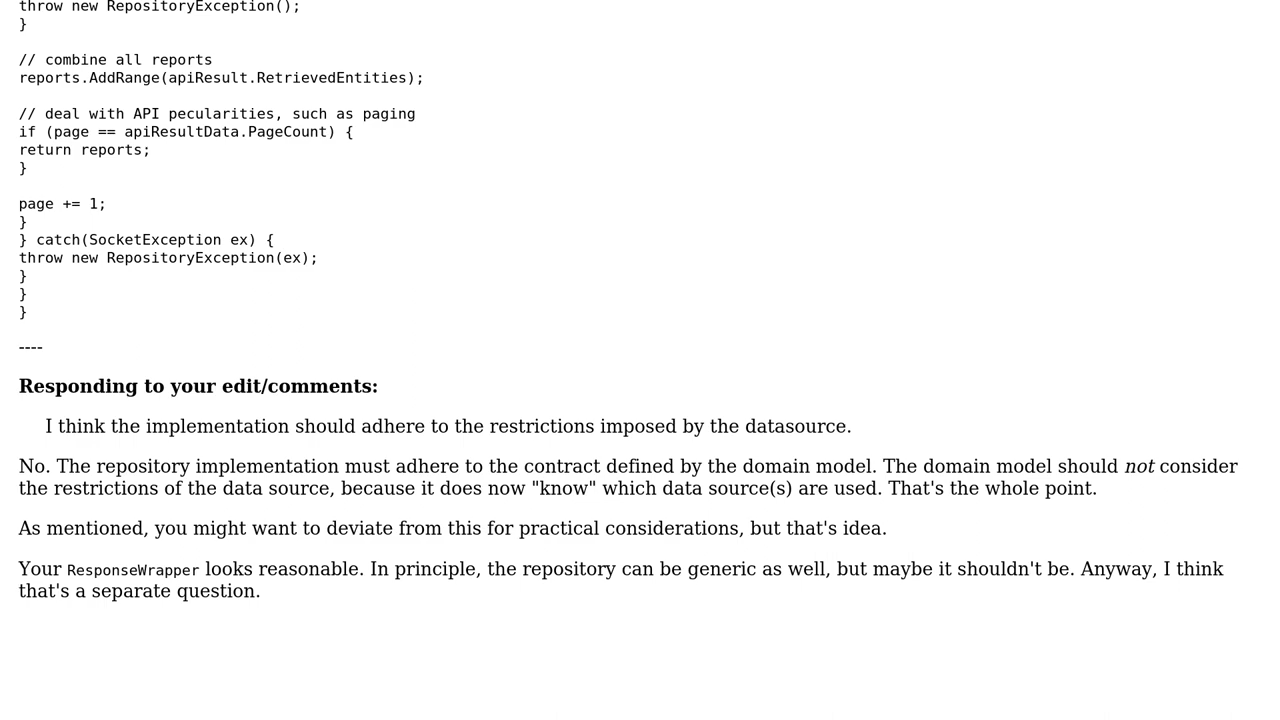 throw new RepositoryException();
}
// combine all reports
reports.AddRange(apiResult.RetrievedEntities);
// deal with API pecularities, such as paging
if (page == apiResultData.PageCount) {
return reports;
}
page += 1;
}
} catch(SocketException ex) {
throw new RepositoryException(ex);
}
}
}
----
Responding to your edit/comments:
I think the implementation should adhere to the restrictions imposed by the datasource.
No. The repository implementation must adhere to the contract defined by the domain model. The domain model should not consider
the restrictions of the data source, because it does now "know" which data source(s) are used. That's the whole point.
As mentioned, you might want to deviate from this for practical considerations, but that's idea.
Your ResponseWrapper looks reasonable. In principle, the repository can be generic as well, but maybe it shouldn't be. Anyway, I think
that's a separate question.